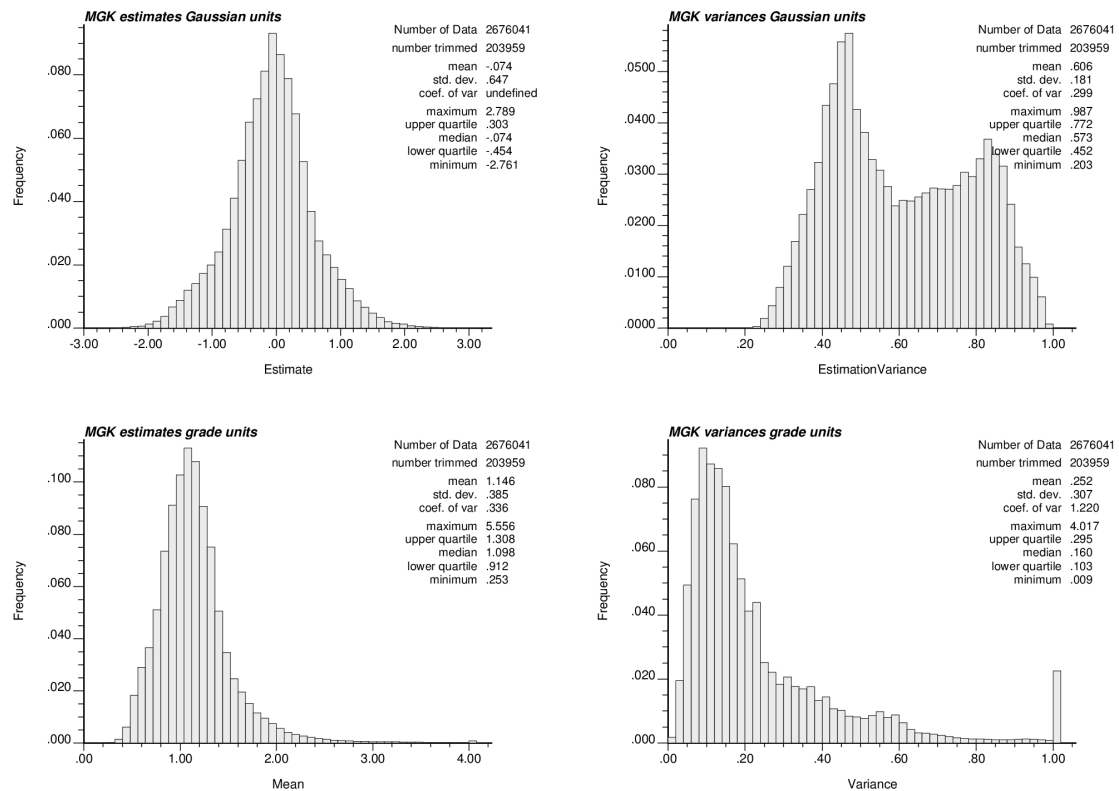 MGK estimates Gaussian units
Number of Data 2676041
number trimmed 203959
mean -.074
std. dev. .647
coef. of var undefined
maximum 2.789
upper quartile .303
median -.074
lower quartile -.454
minimum -2.761
Frequency
.080
.060
.040
.020
.000
-3.00 -2.00 -1.00 .00 1.00 2.00 3.00
Estimate
MGK variances Gaussian units
Number of Data 2676041
number trimmed 203959
mean .606
std. dev. .181
coef. of var .299
maximum .987
upper quartile .772
median .573
lower quartile .452
minimum .203
Frequency
.0500
.0400
.0300
.0200
.0100
.0000
.00 .20 .40 .60 .80 1.00
EstimationVariance
MGK estimates grade units
Number of Data 2676041
number trimmed 203959
mean 1.146
std. dev. .385
coef. of var .336
maximum 5.556
upper quartile 1.308
median 1.098
lower quartile .912
minimum .253
Frequency
.100
.080
.060
.040
.020
.000
.00 1.00 2.00 3.00 4.00
Mean
MGK variances grade units
Number of Data 2676041
number trimmed 203959
mean .252
std. dev. .307
coef. of var 1.220
maximum 4.017
upper quartile .295
median .160
lower quartile .103
minimum .009
Frequency
.080
.060
.040
.020
.000
.00 .20 .40 .60 .80 1.00
Variance